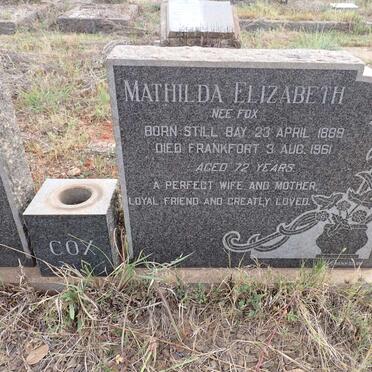 MATHILDA ELIZABETH
NEE FOX
BORN STILL BAY 23 APRIL 1889
DIED FRANKFORT 3 AUG. 1961
AGED 72 YEARS
A PERFECT WIFE AND MOTHER,
LOYAL FRIEND AND GREATLY LOVED.
COX